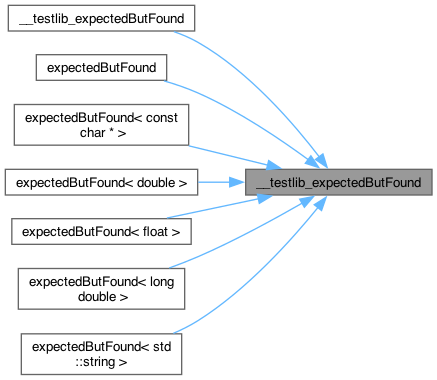 __testlib_expectedButFound
expectedButFound
expectedButFound< const
char * >
expectedButFound< double >
__testlib_expectedButFound
expectedButFound< float >
expectedButFound< long
double >
expectedButFound< std
::string >